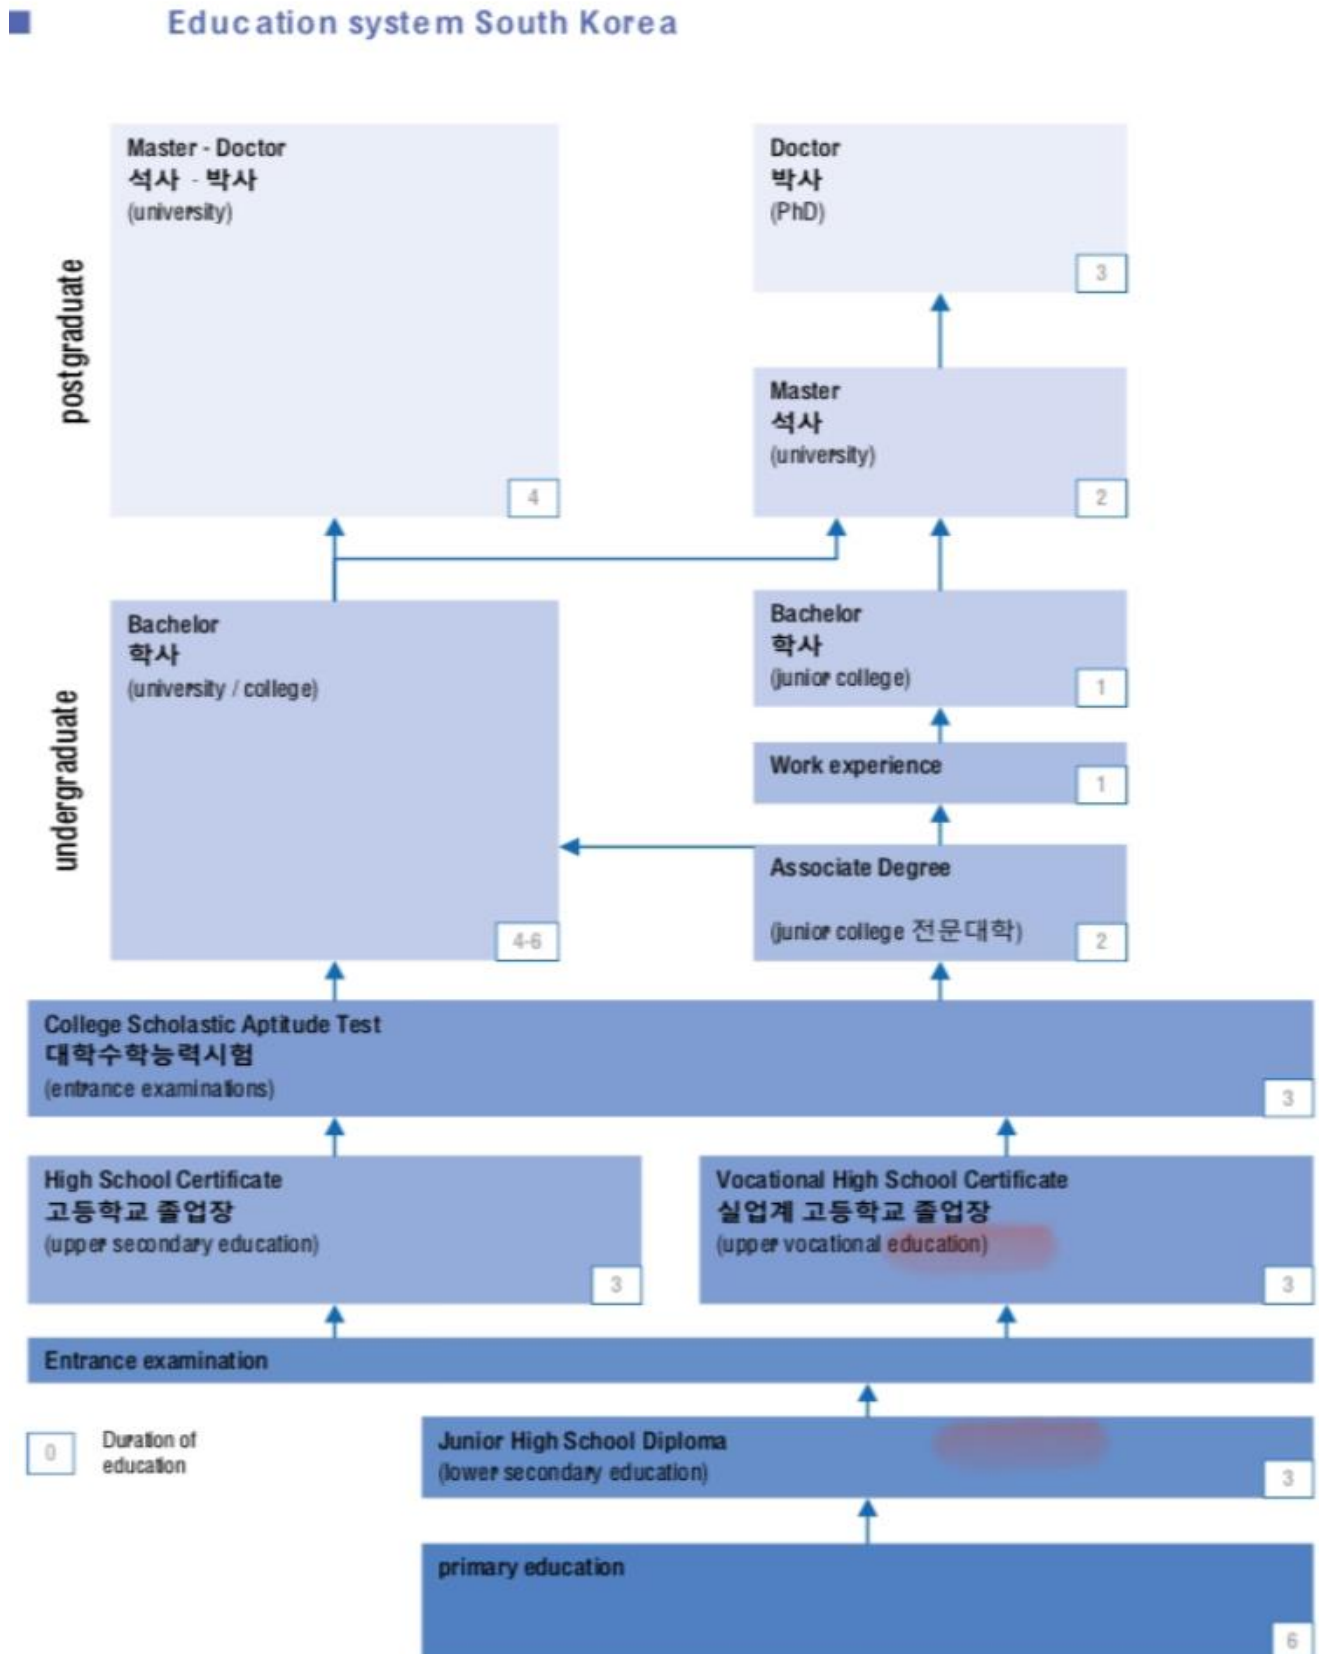 Education system South Korea
postgraduate
Master - Doctor
석사 - 박사
(university)
4
Doctor
박사
(PhD)
3
Master
석사
(university)
2
undergraduate
Bachelor
학사
(university / college)
4-6
Bachelor
학사
(junior college)
1
Work experience
1
Associate Degree
(junior college 전문대학)
2
College Scholastic Aptitude Test
대학수학능력시험
(entrance examinations)
3
High School Certificate
고등학교 졸업장
(upper secondary education)
3
Vocational High School Certificate
실업계 고등학교 졸업장
(upper vocational education)
3
Entrance examination
0
Duration of
education
Junior High School Diploma
(lower secondary education)
3
primary education
6